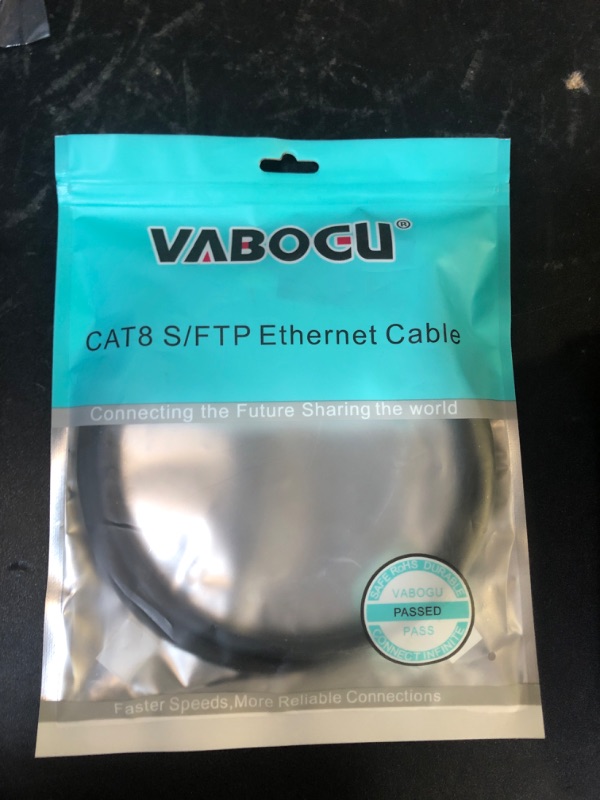 VABOGU®
CAT8 S/FTP Ethernet Cable
Connecting the Future Sharing the world
SAFE RoHS DURABLE
VABOGU
PASSED
PASS
CONNECT INFINITE
Faster Speeds,More Reliable Connections